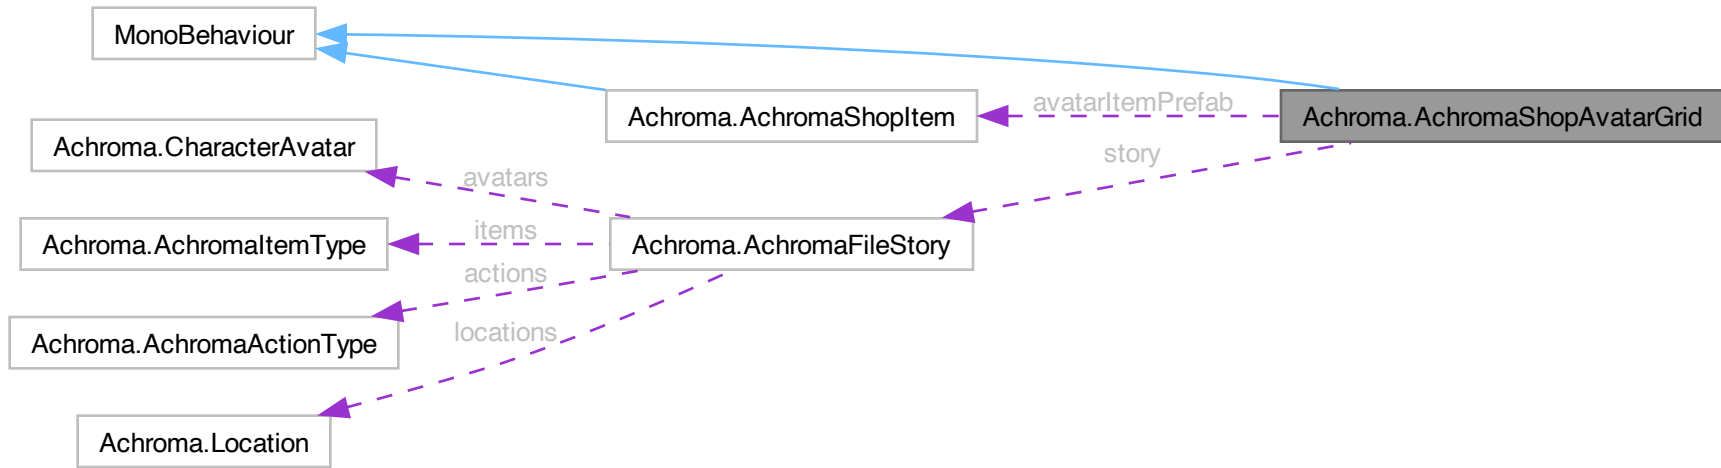 MonoBehaviour
Achroma.AchromaShopItem
avatarItemPrefab
Achroma.AchromaShopAvatarGrid
Achroma.CharacterAvatar
story
avatars
Achroma.AchromaItemType
items
Achroma.AchromaFileStory
actions
Achroma.AchromaActionType
locations
Achroma.Location